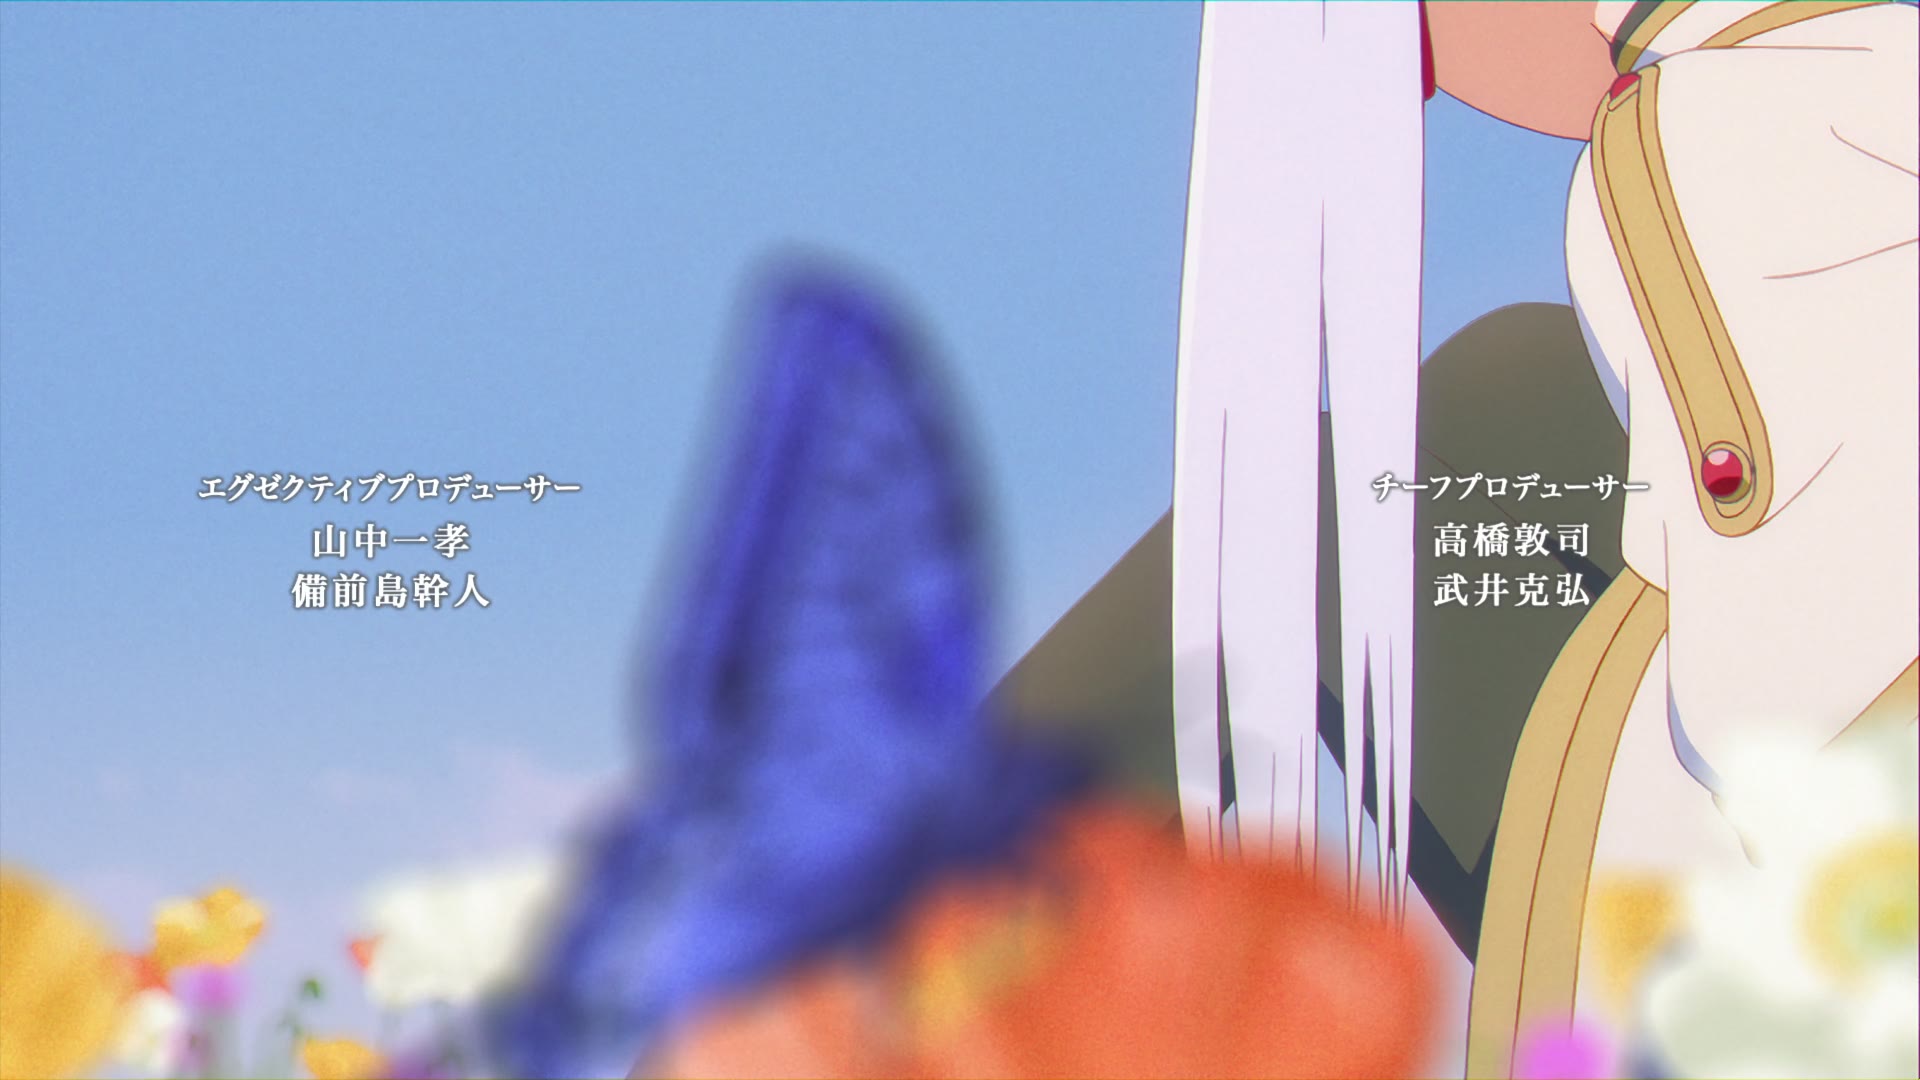 エグゼクティブプロデューサー
山中一孝
備前島幹人
チーフプロデューサー
高橋敦司
武井克弘